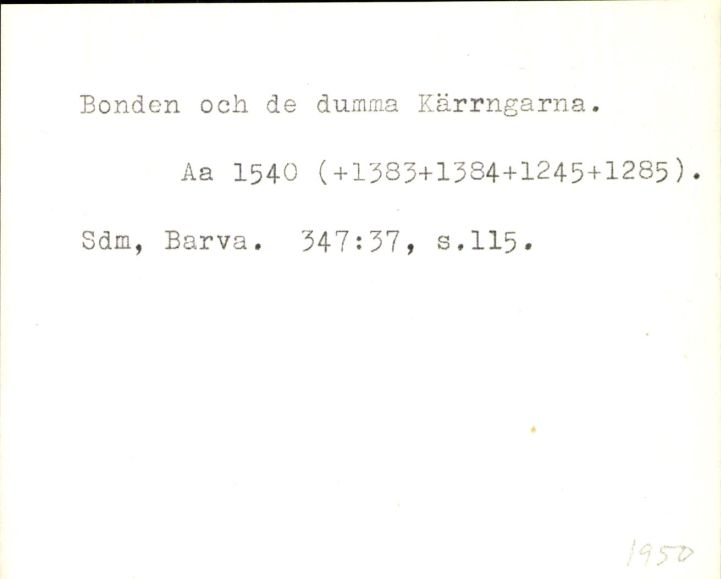 Bonden och de dumma Kärrngarna.
Aa 1540 (+1383+1384+1245+1285).
Sdm, Barva. 347:37, s.115.
1950